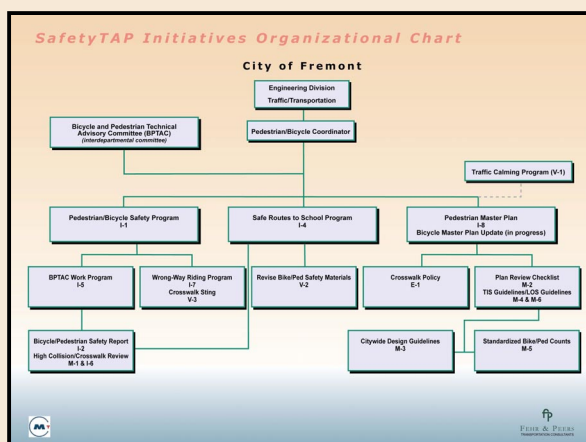 SafetyTAP Initiatives Organizational Chart
City of Fremont
Engineering Division
Traffic/Transportation
Bicycle and Pedestrian Technical
Advisory Committee (BPTAC)
(interdepartmental committee)
Pedestrian/Bicycle Coordinator
Traffic Calming Program (V-1)
Pedestrian/Bicycle Safety Program
I-1
Safe Routes to School Program
I-4
Pedestrian Master Plan
I-8
Bicycle Master Plan Update (in progress)
BPTAC Work Program
I-5
Wrong-Way Riding Program
I-7
Crosswalk Sting
V-3
Revise Bike/Ped Safety Materials
V-2
Crosswalk Policy
E-1
Plan Review Checklist
M-2
TIS Guidelines/LOS Guidelines
M-4 & M-6
Bicycle/Pedestrian Safety Report
I-2
High Collision/Crosswalk Review
M-1 & I-6
Citywide Design Guidelines
M-3
Standardized Bike/Ped Counts
M-5
M
fp
FEHR & PEERS
TRANSPORTATION CONSULTANTS